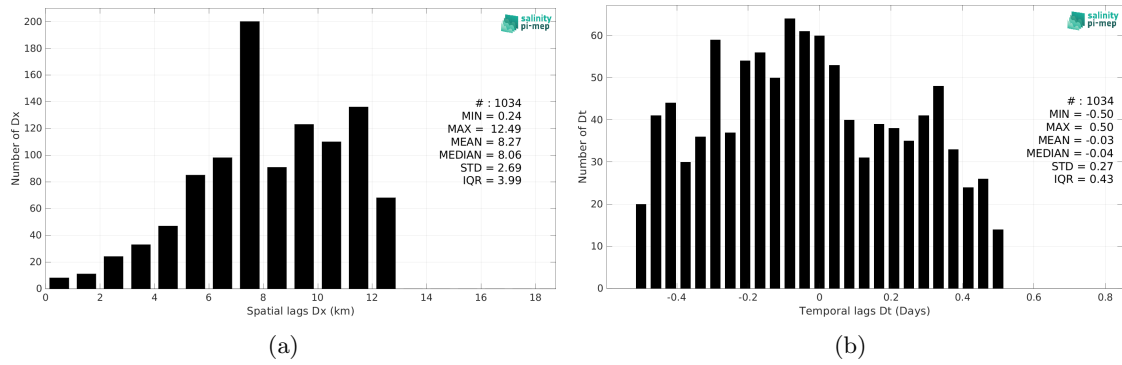 salinity
pi-mep
200
180
160
140
120
100
80
60
40
20
0
Number of Dx
# : 1034
MIN = 0.24
MAX = 12.49
MEAN = 8.27
MEDIAN = 8.06
STD = 2.69
IQR = 3.99
0 2 4 6 8 10 12 14 16 18
Spatial lags Dx (km)
(a)
salinity
pi-mep
60
50
40
30
20
10
0
Number of Dt
# : 1034
MIN = -0.50
MAX = 0.50
MEAN = -0.03
MEDIAN = -0.04
STD = 0.27
IQR = 0.43
-0.4 -0.2 0 0.2 0.4 0.6 0.8
Temporal lags Dt (Days)
(b)